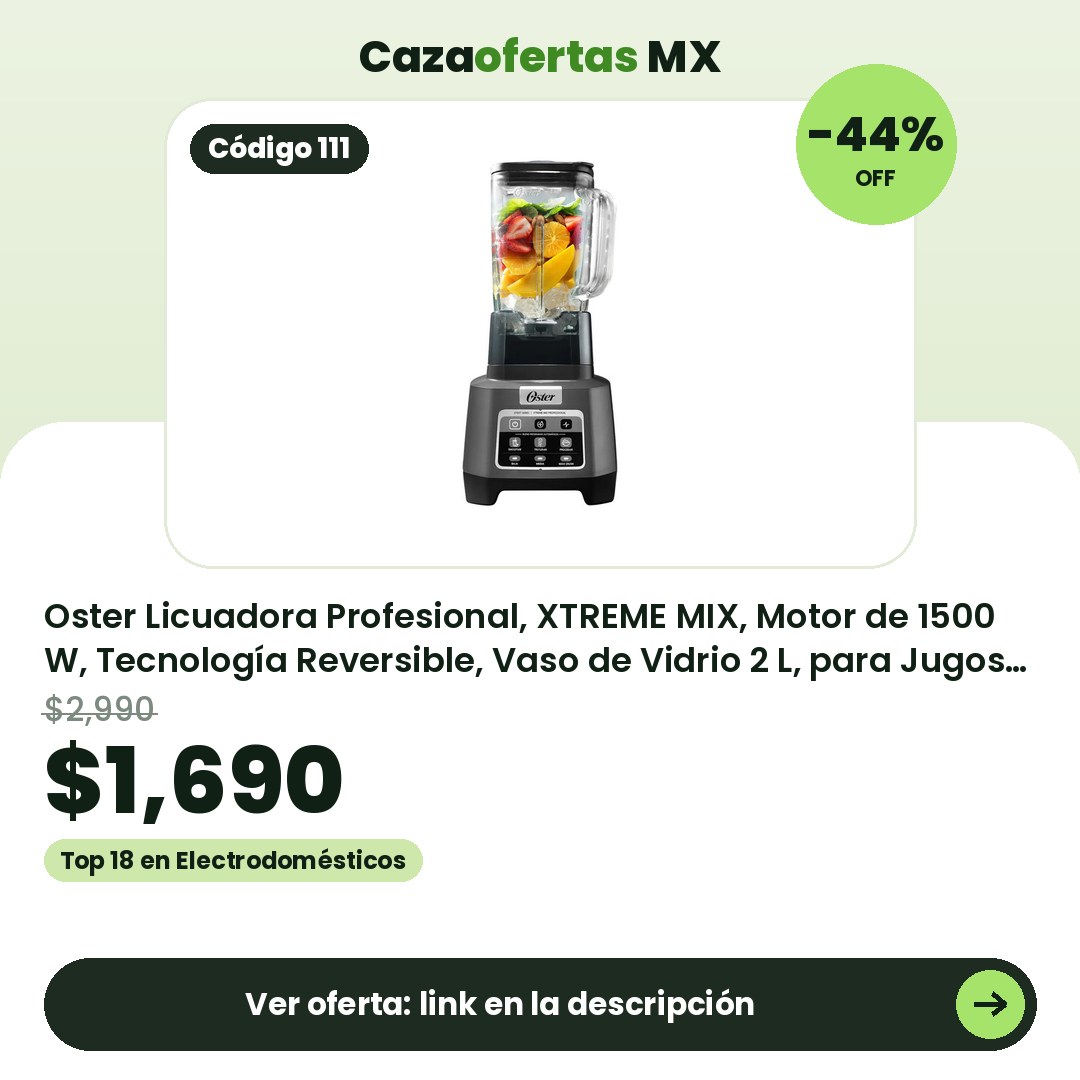 Cazaofertas MX
Código 111
-44%
OFF
Oster
Oster Licuadora Profesional, XTREME MIX, Motor de 1500
W, Tecnología Reversible, Vaso de Vidrio 2 L, para Jugos...
$2,990
$1,690
Top 18 en Electrodomésticos
Ver oferta: link en la descripción